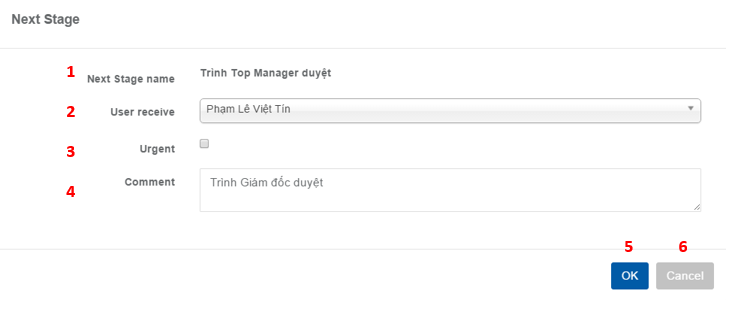 Next Stage
1 Next Stage name Trình Top Manager duyệt
2 User receive Phạm Lê Việt Tín
3 Urgent
4 Comment Trình Giám đốc duyệt
5 6
OK Cancel